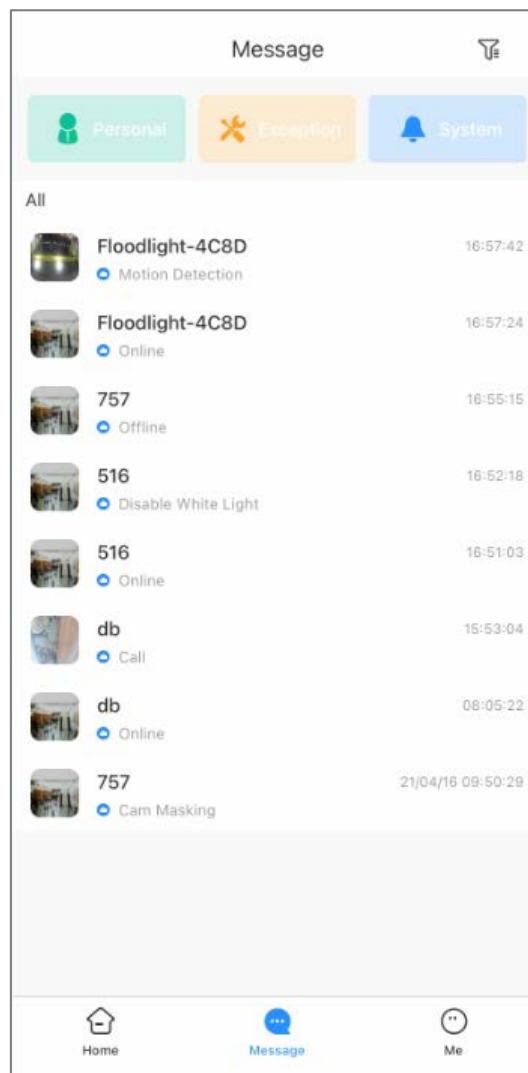 Message
Personal
Exception
System
All
Floodlight-4C8D 16:57:42
Motion Detection
Floodlight-4C8D 16:57:24
Online
757 16:55:15
Offline
516 16:52:18
Disable White Light
516 16:51:03
Online
db 15:53:04
Call
db 08:05:22
Online
757 21/04/16 09:50:29
Cam Masking
Home
Message
Me